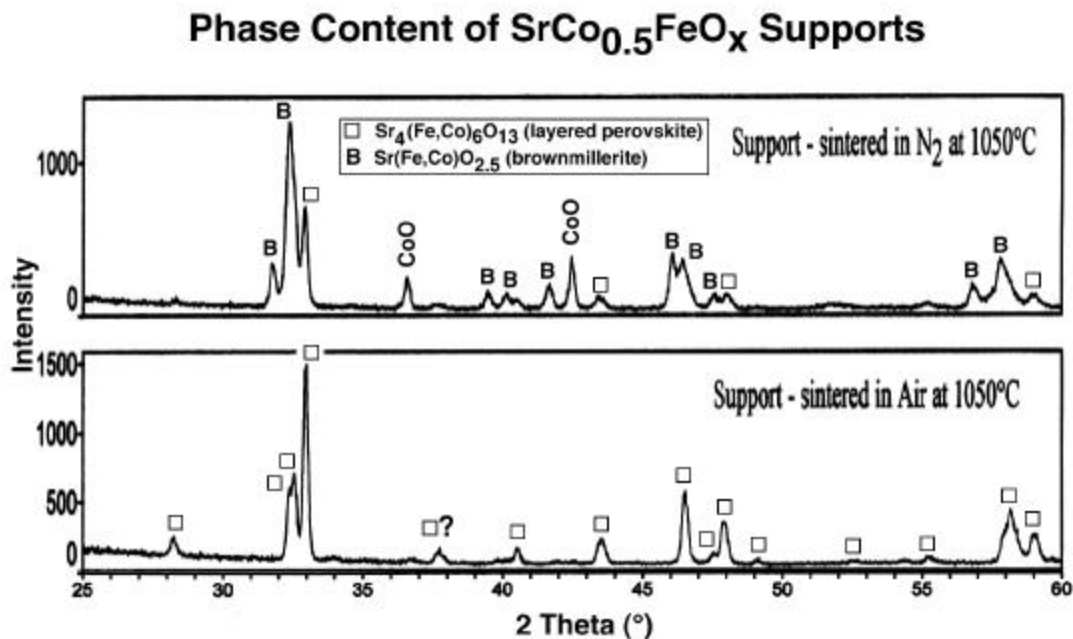 Phase Content of SrCo0.5FeOx Supports
B
□ Sr4(Fe,Co)6O13 (layered perovskite)
B Sr(Fe,Co)O2.5 (brownmillerite)
Support - sintered in N2 at 1050ºC
1000
0
B
□
CoO
B
B
B
CoO
□
B
B
B
□
B
B
□
Intensity
Support - sintered in Air at 1050ºC
1500
1000
500
0
□
□
□
□
□?
□
□
□
□
□
□
□
□
□
□
25
30
35
40
45
50
55
60
2 Theta (°)